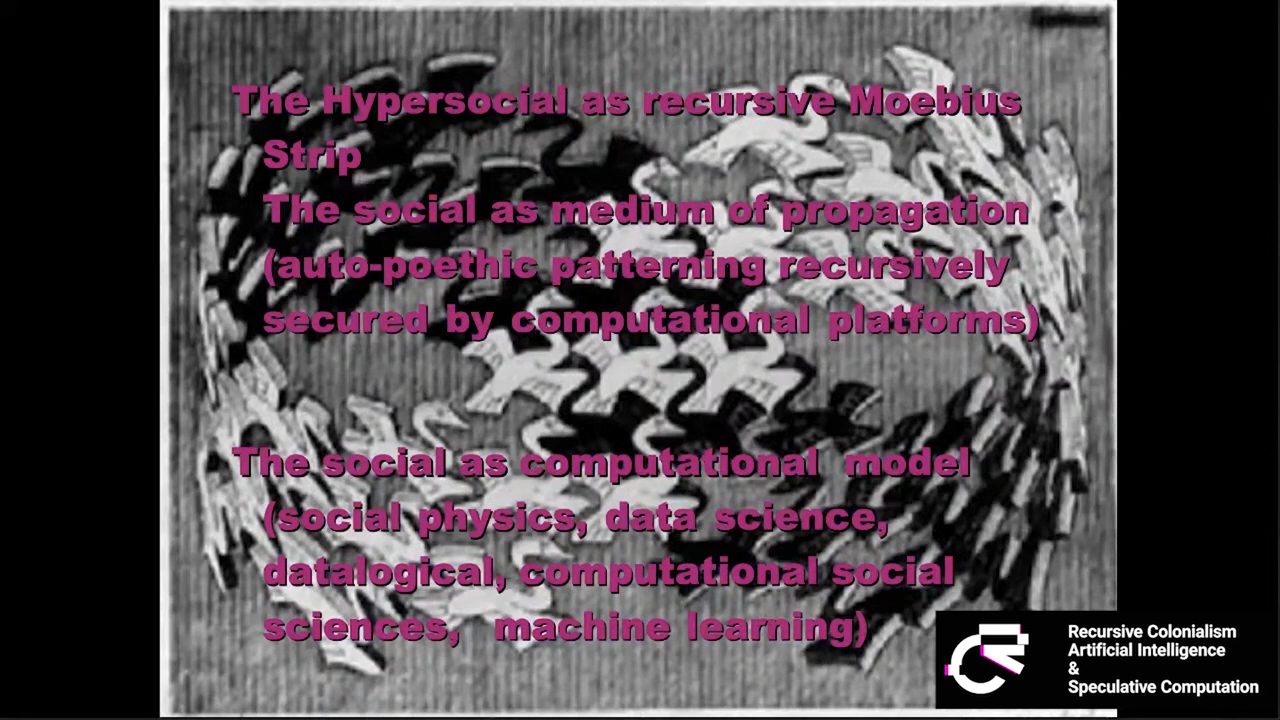 The Hypersocial as recursive Moebius
Strip
The social as medium of propagation
(auto-poethic patterning recursively
secured by computational platforms)
The social as computational model
(social physics, data science,
datalogical, computational social
sciences, machine learning)
Recursive Colonialism
Artificial Intelligence
&
Speculative Computation